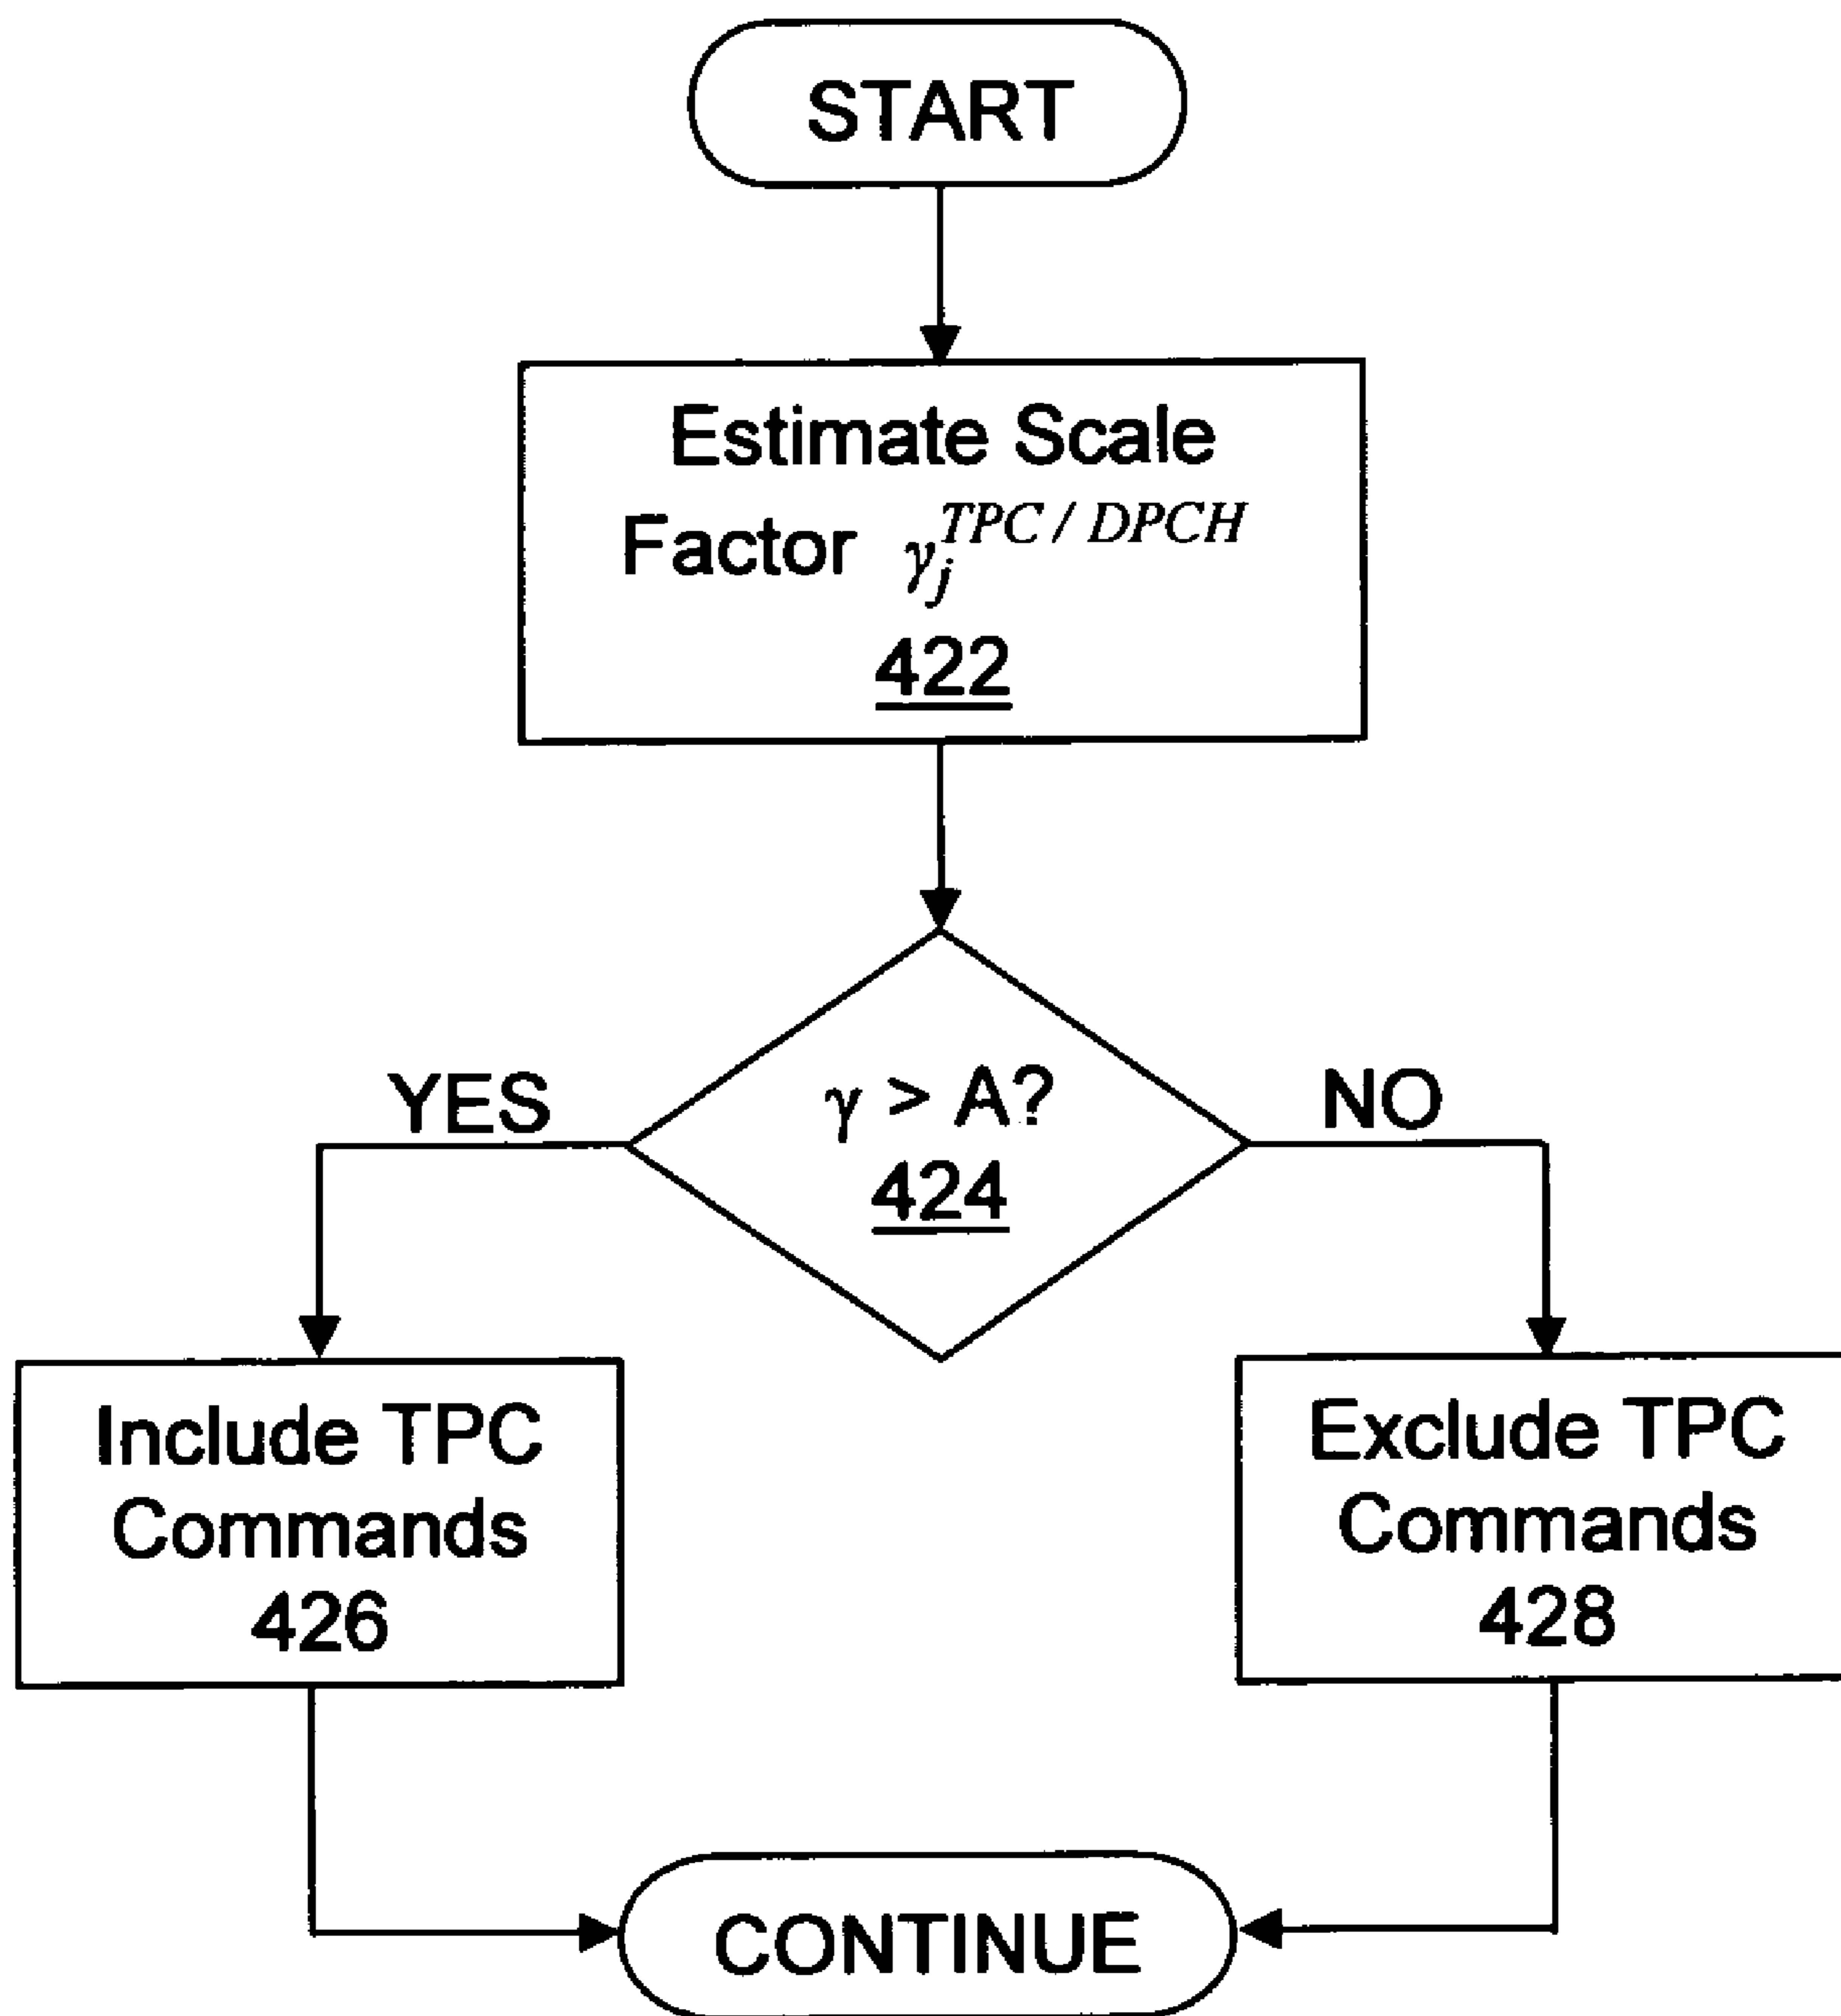 START
Estimate Scale
Factor γ_j^{TPC / DPCH}
422
γ > A?
424
YES
NO
Include TPC
Commands
426
Exclude TPC
Commands
428
CONTINUE